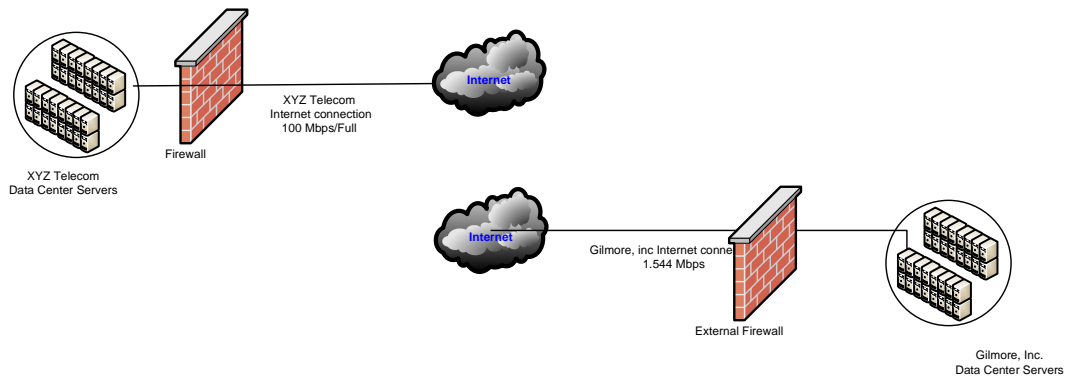 Internet
XYZ Telecom
Internet connection
100 Mbps/Full
Firewall
XYZ Telecom
Data Center Servers
Internet
Gilmore, inc Internet conne
1.544 Mbps
External Firewall
Gilmore, Inc.
Data Center Servers